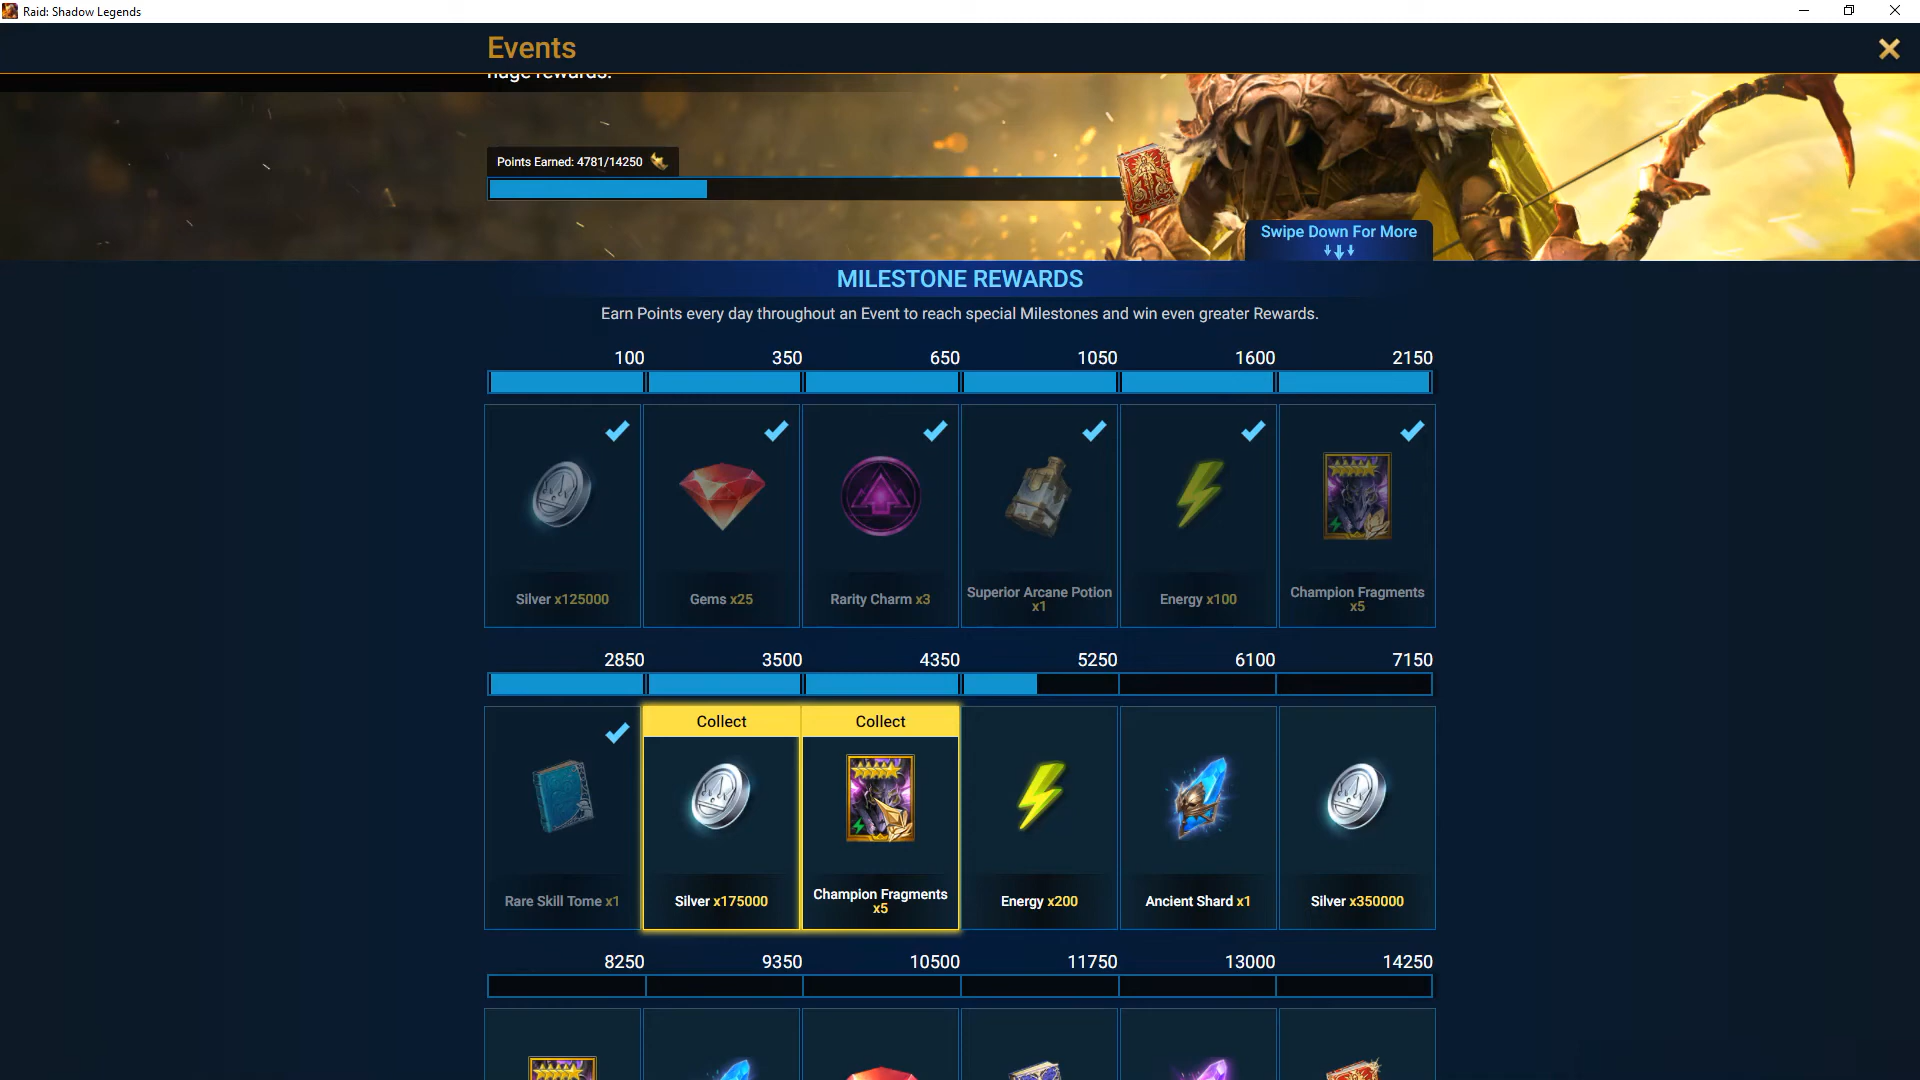 Raid: Shadow Legends
Events
huge rewards.
Points Earned: 4781/14250
Swipe Down For More
MILESTONE REWARDS
Earn Points every day throughout an Event to reach special Milestones and win even greater Rewards.
100 350 650 1050 1600 2150
Silver x125000
Gems x25
Rarity Charm x3
Superior Arcane Potion
x1
Energy x100
Champion Fragments
x5
2850 3500 4350 5250 6100 7150
Collect
Collect
Rare Skill Tome x1
Silver x175000
Champion Fragments
x5
Energy x200
Ancient Shard x1
Silver x350000
8250 9350 10500 11750 13000 14250